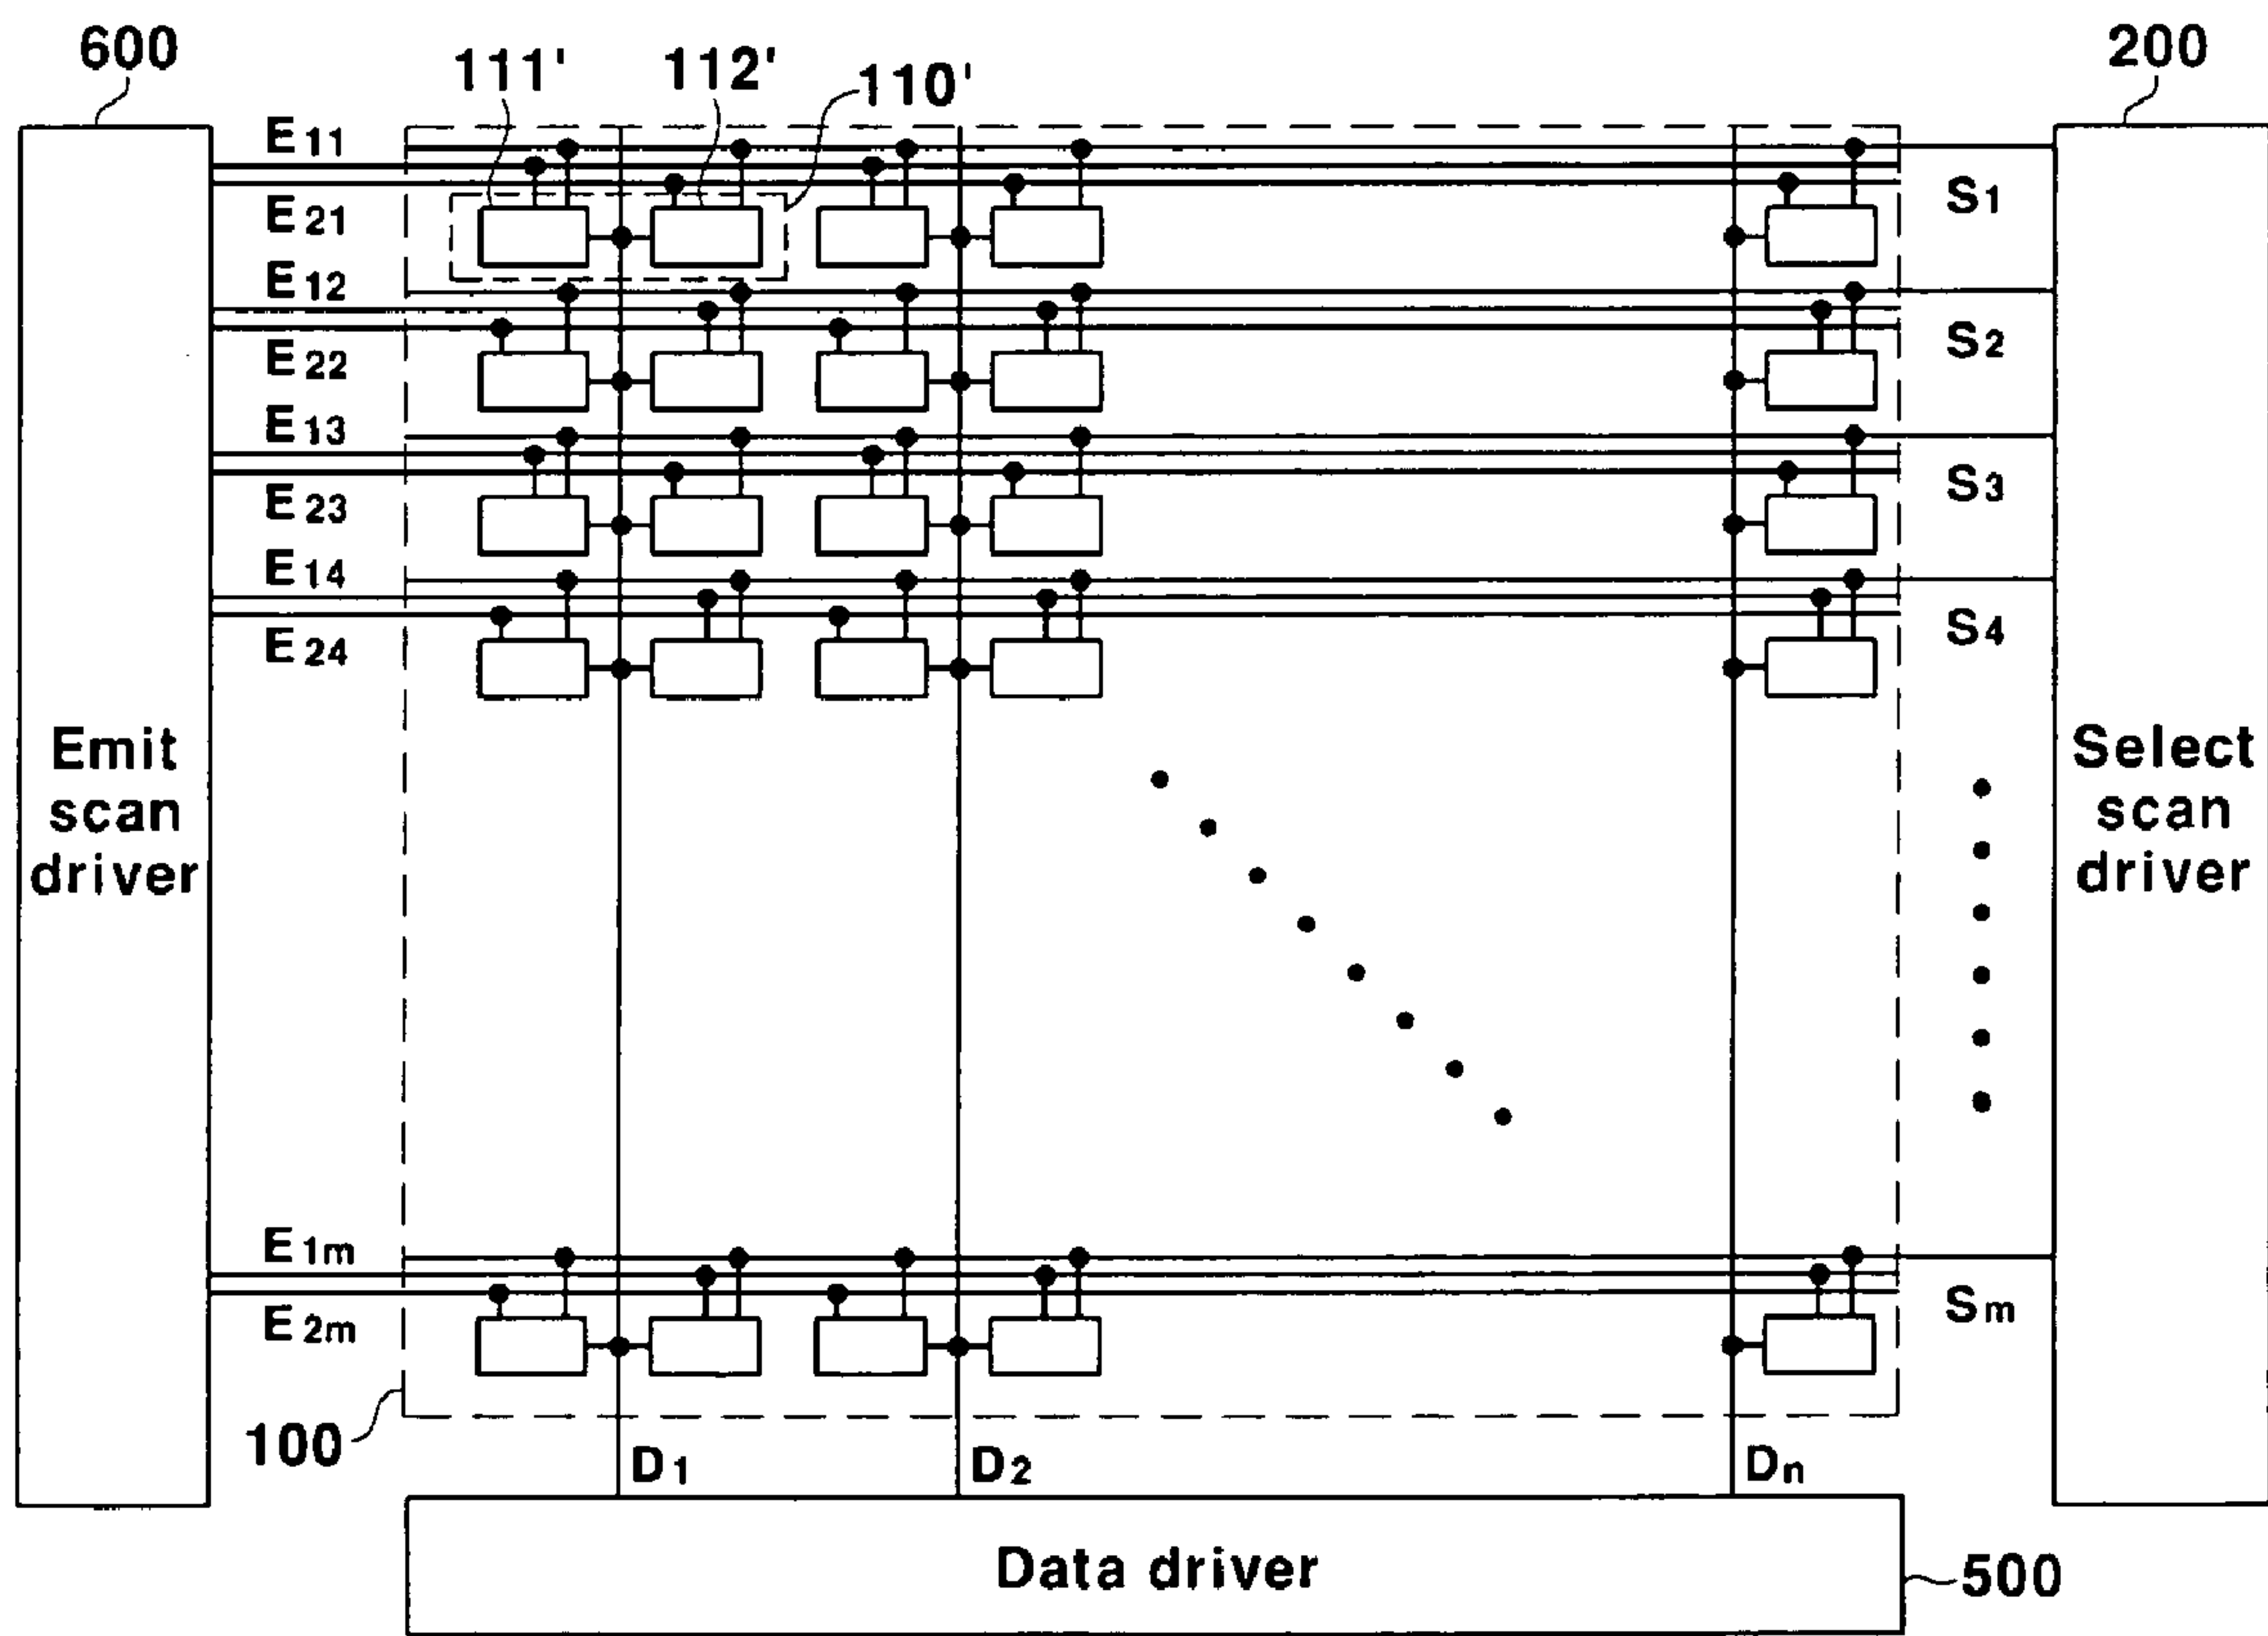 600
111'
112'
110'
200
E11
E21
S1
E12
E22
S2
E13
E23
S3
E14
E24
S4
Emit
scan
driver
Select
scan
driver
E1m
E2m
Sm
100
D1
D2
Dn
Data driver
500